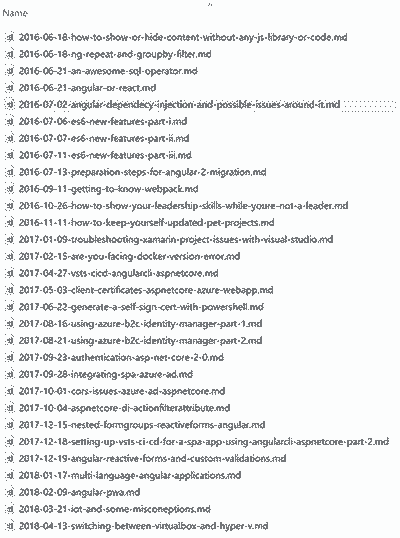 Name
2016-06-18-how-to-show-or-hide-content-without-any-js-library-or-code.md
2016-06-18-ng-repeat-and-groupby-filter.md
2016-06-21-an-awesome-sql-operator.md
2016-06-21-angular-or-react.md
2016-07-02-angular-dependecy-injection-and-possible-issues-around-it.md
2016-07-06-es6-new-features-part-i.md
2016-07-07-es6-new-features-part-ii.md
2016-07-11-es6-new-features-part-iii.md
2016-07-13-preparation-steps-for-angular-2-migration.md
2016-09-11-getting-to-know-webpack.md
2016-10-26-how-to-show-your-leadership-skills-while-youre-not-a-leader.md
2016-11-11-how-to-keep-yourself-updated-pet-projects.md
2017-01-09-troubleshooting-xamarin-project-issues-with-visual-studio.md
2017-02-15-are-you-facing-docker-version-error.md
2017-04-27-vsts-cicd-angularcli-aspnetcore.md
2017-05-03-client-certificates-aspnetcore-azure-webapp.md
2017-06-22-generate-a-self-sign-cert-with-powershell.md
2017-08-16-using-azure-b2c-identity-manager-part-1.md
2017-08-21-using-azure-b2c-identity-manager-part-2.md
2017-09-23-authentication-asp-net-core-2-0.md
2017-09-28-integrating-spa-azure-ad.md
2017-10-01-cors-issues-azure-ad-aspnetcore.md
2017-10-04-aspnetcore-di-actionfilterattribute.md
2017-12-15-nested-formgroups-reactiveforms-angular.md
2017-12-18-setting-up-vsts-ci-cd-for-a-spa-app-using-angularcli-aspnetcore-part-2.md
2017-12-19-angular-reactive-forms-and-custom-validations.md
2018-01-17-multi-language-angular-applications.md
2018-02-09-angular-pwa.md
2018-03-21-iot-and-some-misconeptions.md
2018-04-13-switching-between-virtualbox-and-hyper-v.md